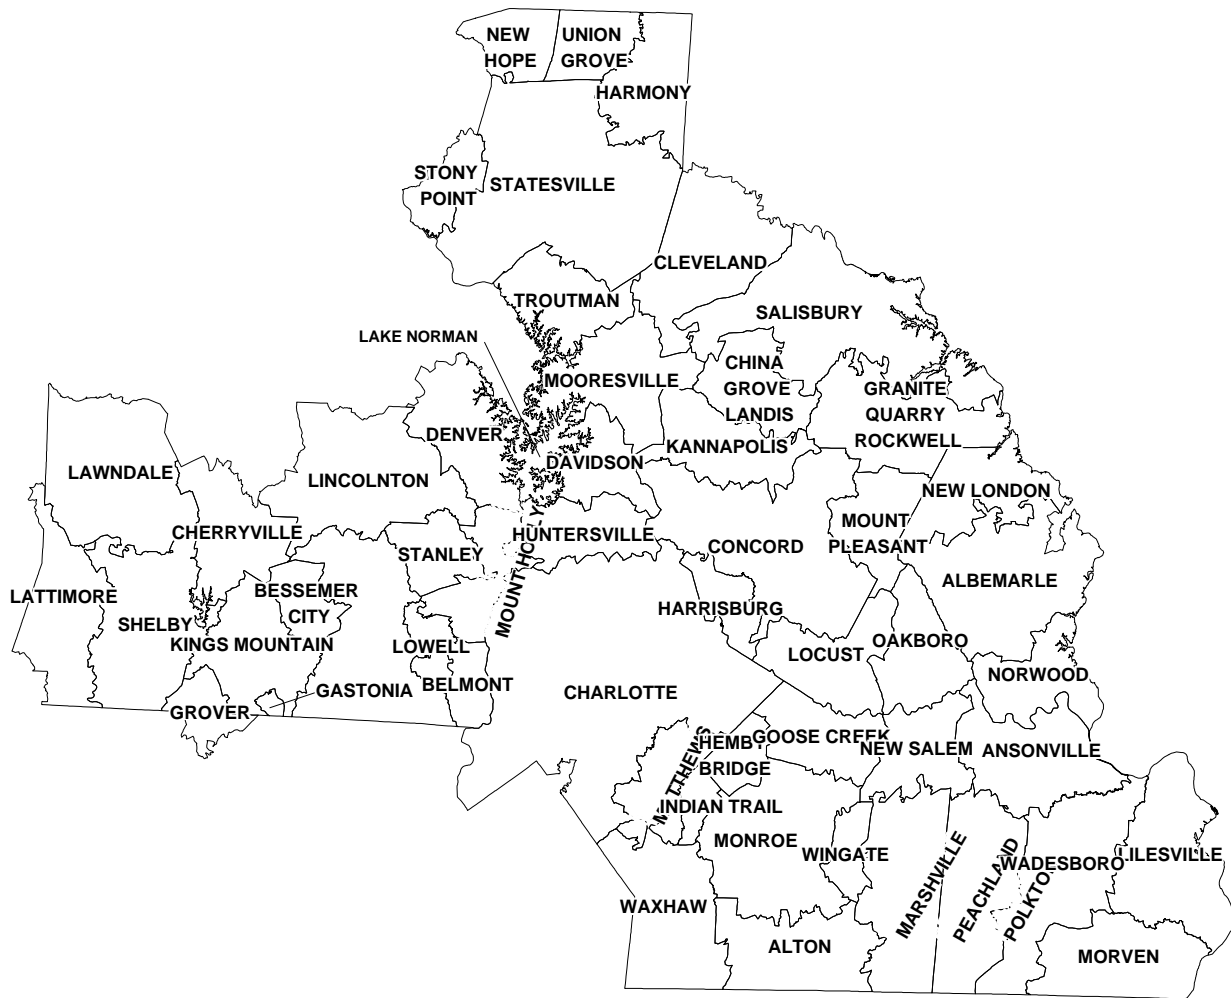 NEW
HOPE
UNION
GROVE
HARMONY
STONY
POINT
STATESVILLE
CLEVELAND
TROUTMAN
SALISBURY
LAKE NORMAN
CHINA
GROVE
LANDIS
MOORESVILLE
GRANITE
QUARRY
ROCKWELL
DENVER
KANNAPOLIS
DAVIDSON
LAWNDALE
LINCOLNTON
NEW LONDON
CHERRYVILLE
HUNTERSVILLE
MOUNT
PLEASANT
CONCORD
STANLEY
MOUNT HOLLY
ALBEMARLE
BESSEMER
CITY
LATTIMORE
HARRISBURG
SHELBY
KINGS MOUNTAIN
LOWELL
LOCUST
OAKBORO
NORWOOD
GASTONIA
BELMONT
CHARLOTTE
GROVER
MATTHEWS
HEMBY
BRIDGE
GOOSE CREEK
NEW SALEM
ANSONVILLE
INDIAN TRAIL
MONROE
WINGATE
MARSHVILLE
PEACHLAND
POLKTON
WADESBORO
LILESVILLE
WAXHAW
ALTON
MORVEN